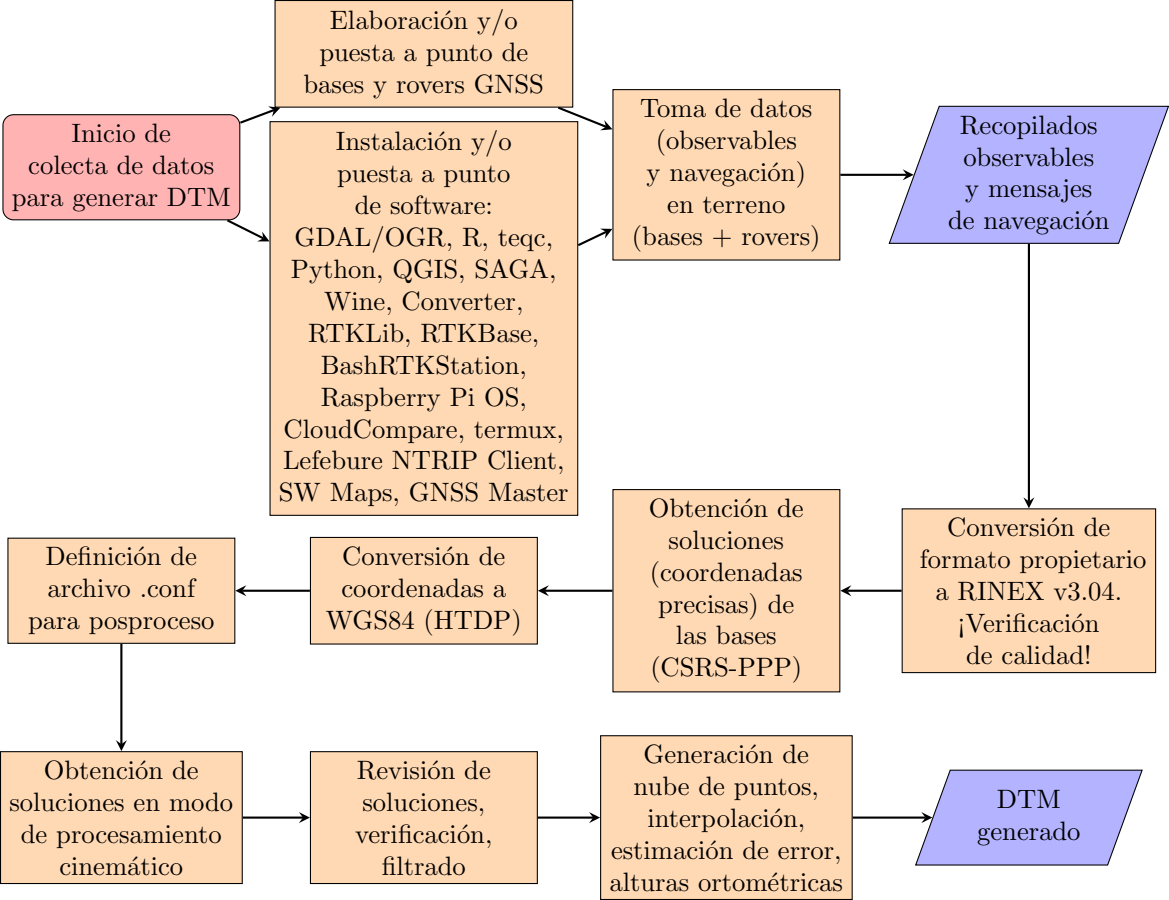 Inicio de
colecta de datos
para generar DTM
Elaboración y/o
puesta a punto de
bases y rovers GNSS
Instalación y/o
puesta a punto
de software:
GDAL/OGR, R, teqc,
Python, QGIS, SAGA,
Wine, Converter,
RTKLib, RTKBase,
BashRTKStation,
Raspberry Pi OS,
CloudCompare, termux,
Lefebure NTRIP Client,
SW Maps, GNSS Master
Toma de datos
(observables
y navegación)
en terreno
(bases + rovers)
Recopilados
observables
y mensajes
de navegación
Conversión de
formato propietario
a RINEX v3.04.
¡Verificación
de calidad!
Obtención de
soluciones
(coordenadas
precisas) de
las bases
(CSRS-PPP)
Conversión de
coordenadas a
WGS84 (HTDP)
Definición de
archivo .conf
para posproceso
Obtención de
soluciones en modo
de procesamiento
cinemático
Revisión de
soluciones,
verificación,
filtrado
Generación de
nube de puntos,
interpolación,
estimación de error,
alturas ortométricas
DTM
generado